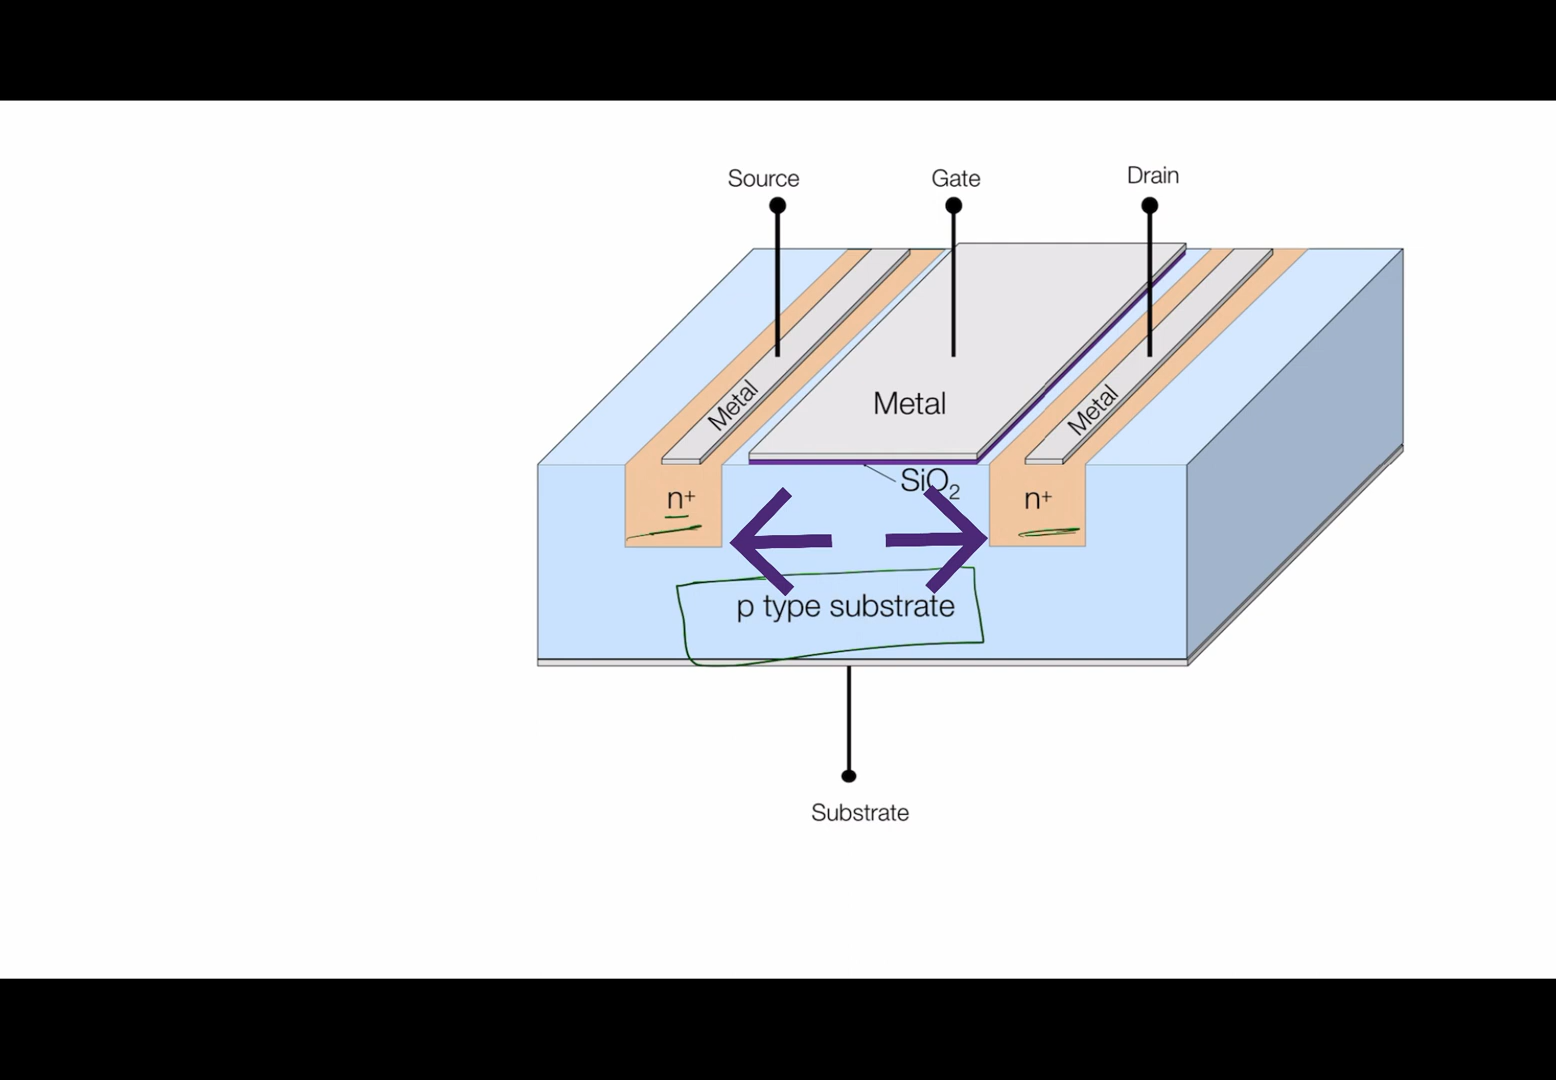 Source
Gate
Drain
Metal
Metal
Metal
SiO₂
n⁺
n⁺
p type substrate
Substrate